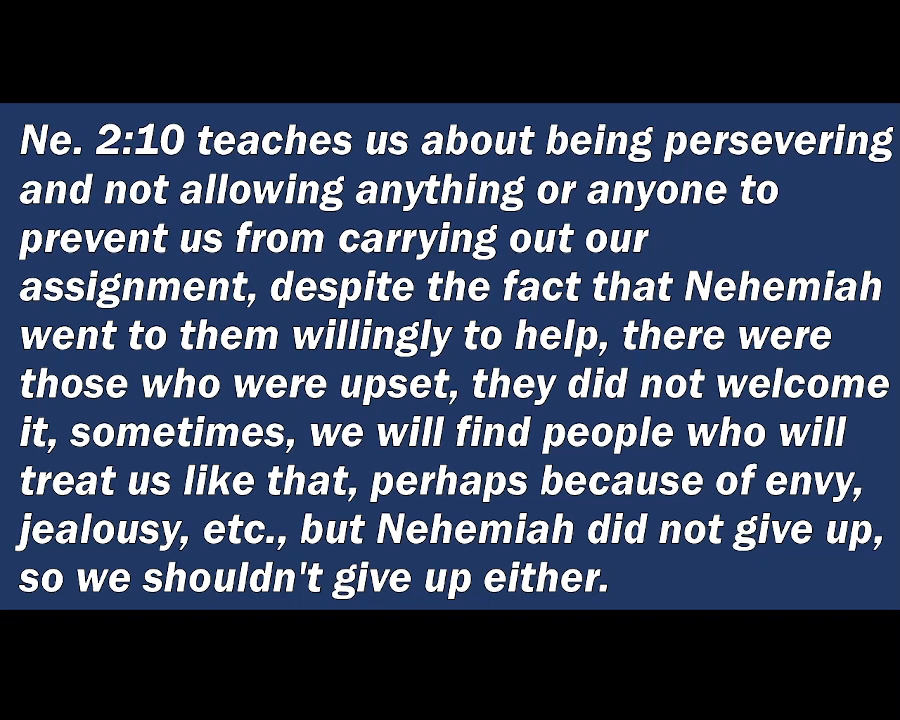 Ne. 2:10 teaches us about being persevering
and not allowing anything or anyone to
prevent us from carrying out our
assignment, despite the fact that Nehemiah
went to them willingly to help, there were
those who were upset, they did not welcome
it, sometimes, we will find people who will
treat us like that, perhaps because of envy,
jealousy, etc., but Nehemiah did not give up,
so we shouldn't give up either.